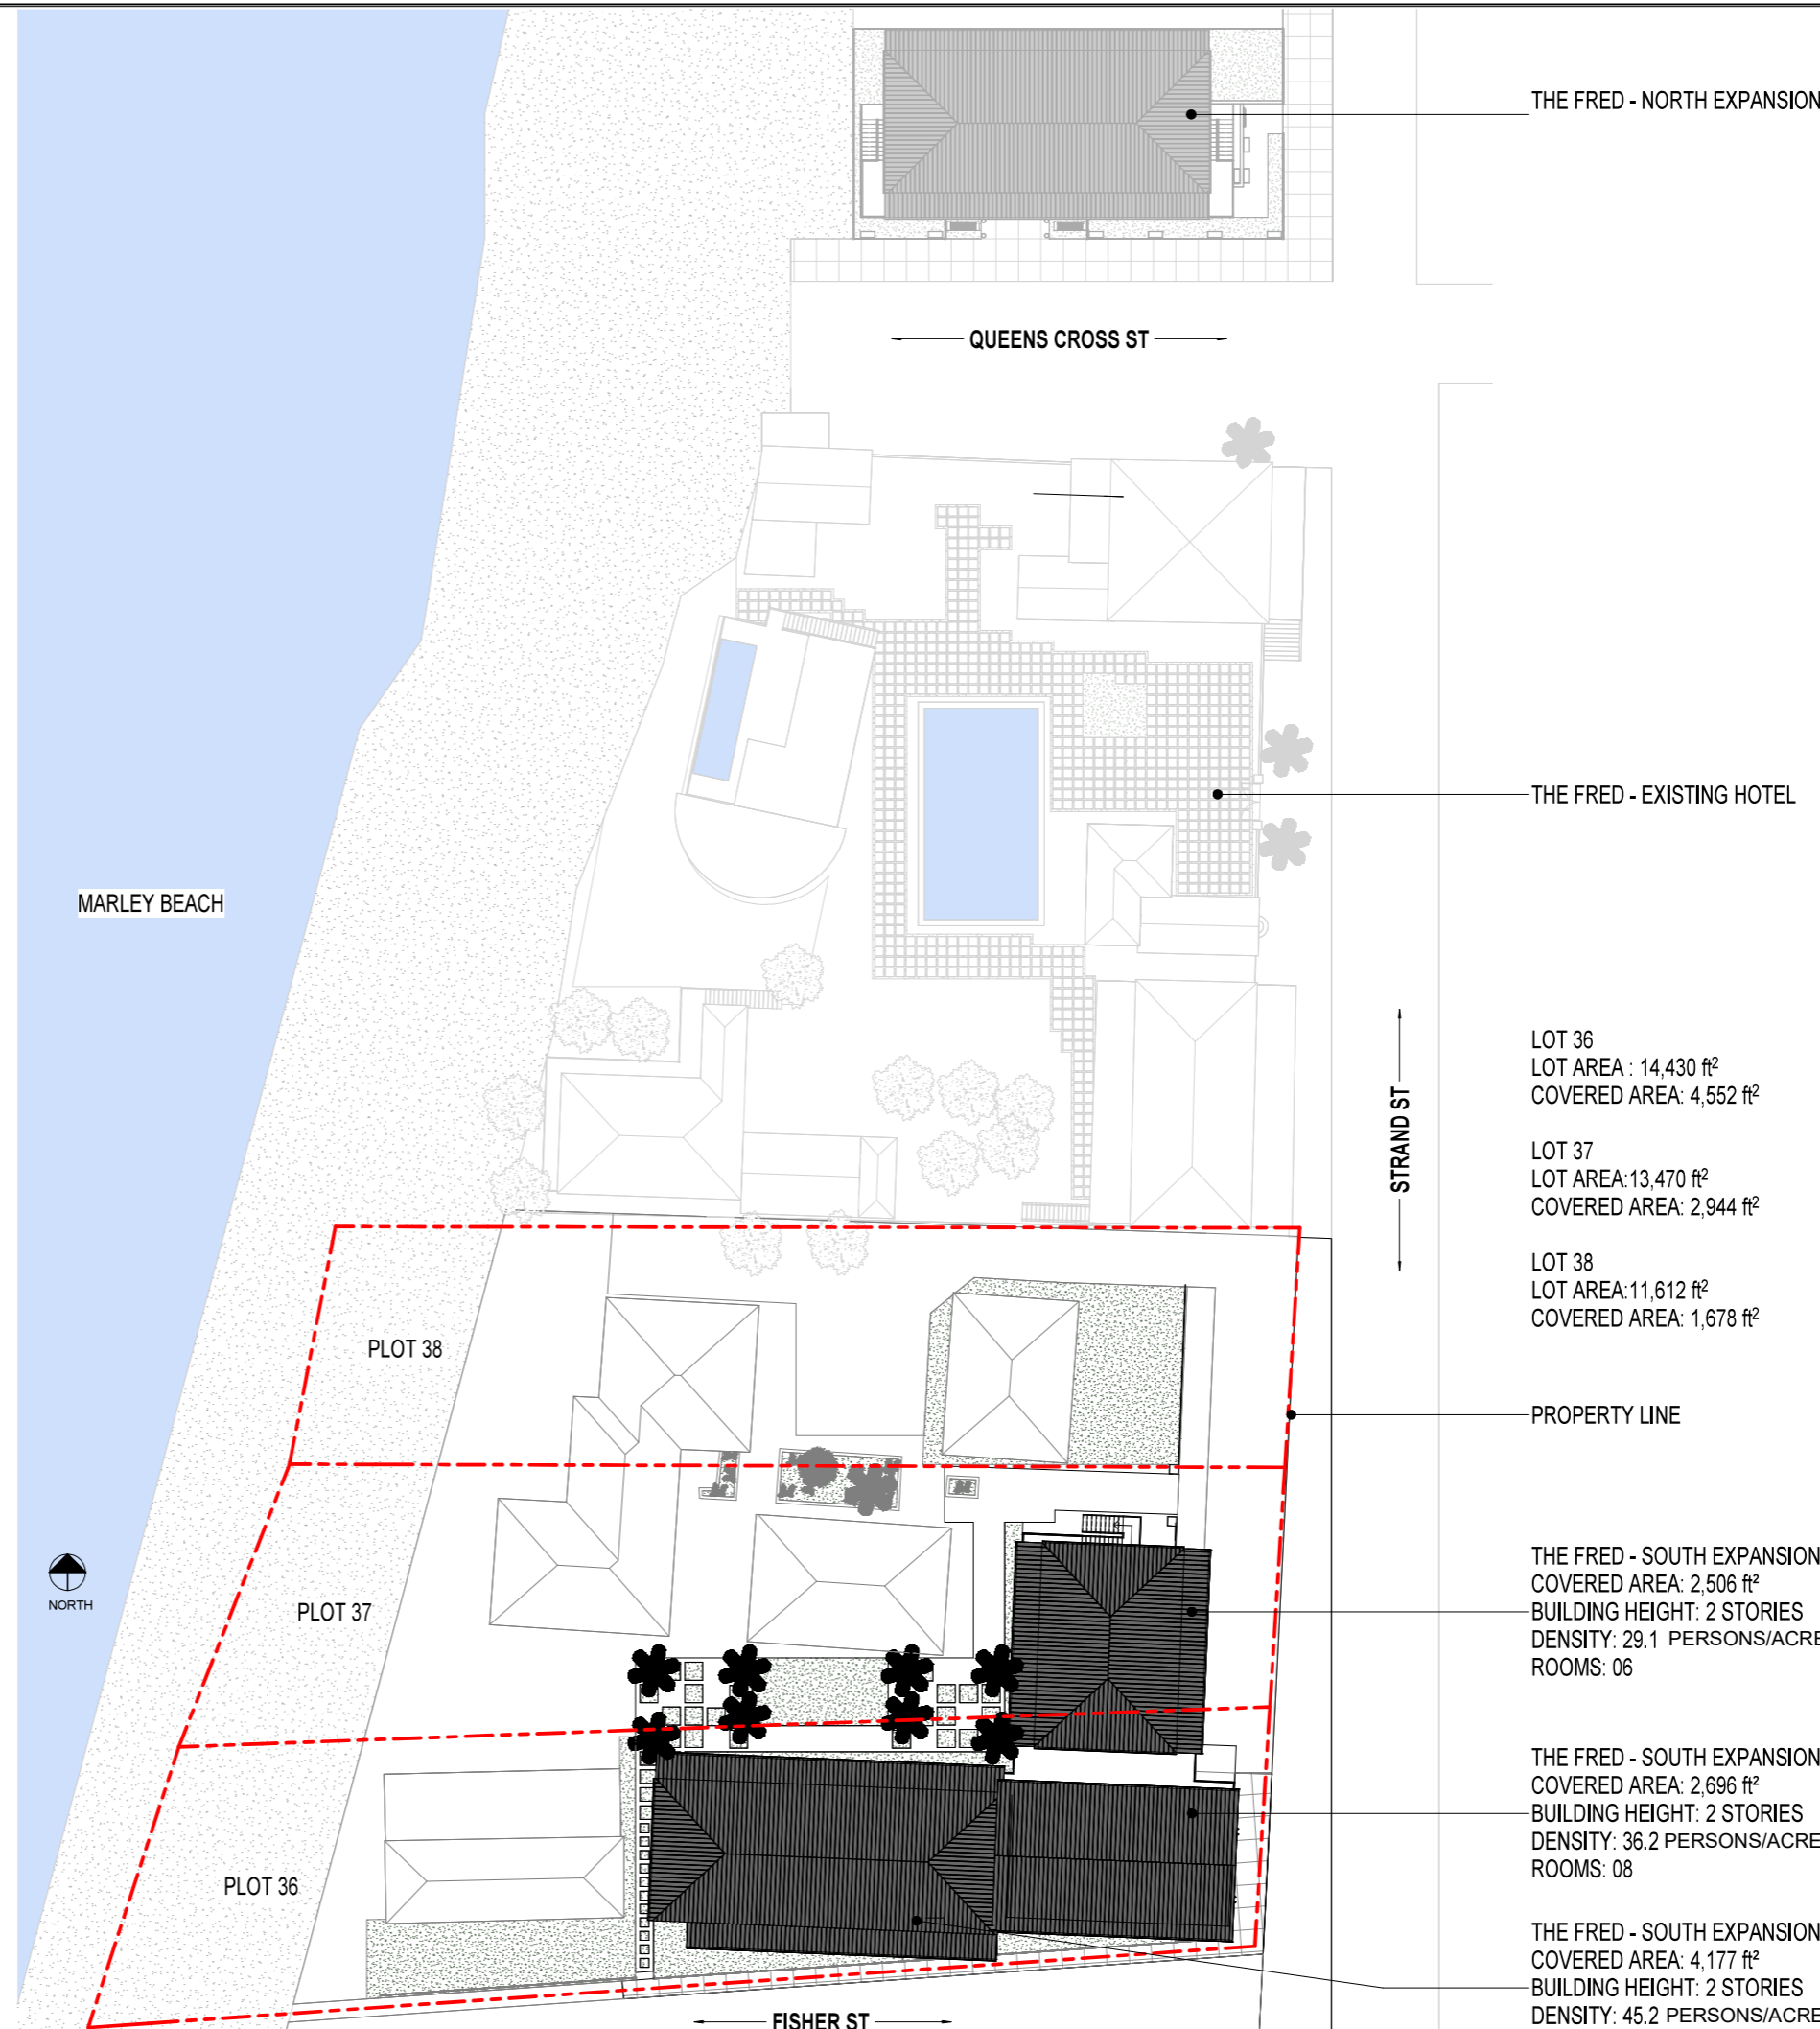 THE FRED - NORTH EXPANSION
QUEENS CROSS ST
THE FRED - EXISTING HOTEL
MARLEY BEACH
STRAND ST
LOT 36
LOT AREA : 14,430 ft²
COVERED AREA: 4,552 ft²
LOT 37
LOT AREA:13,470 ft²
COVERED AREA: 2,944 ft²
LOT 38
LOT AREA:11,612 ft²
COVERED AREA: 1,678 ft²
PLOT 38
PROPERTY LINE
NORTH
PLOT 37
THE FRED - SOUTH EXPANSION
COVERED AREA: 2,506 ft²
BUILDING HEIGHT: 2 STORIES
DENSITY: 29.1 PERSONS/ACRE
ROOMS: 06
THE FRED - SOUTH EXPANSION
COVERED AREA: 2,696 ft²
BUILDING HEIGHT: 2 STORIES
DENSITY: 36.2 PERSONS/ACRE
ROOMS: 08
PLOT 36
THE FRED - SOUTH EXPANSION
COVERED AREA: 4,177 ft²
BUILDING HEIGHT: 2 STORIES
DENSITY: 45.2 PERSONS/ACRE
FISHER ST